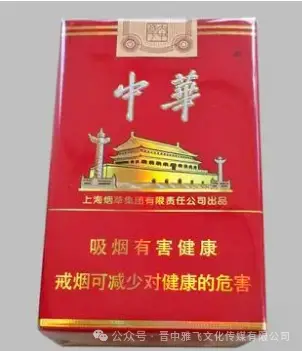 中華
上海烟草集团有限责任公司出品
吸烟有害健康
戒烟可减少对健康的危害
公众号·晋中雅飞文化传媒有限公司